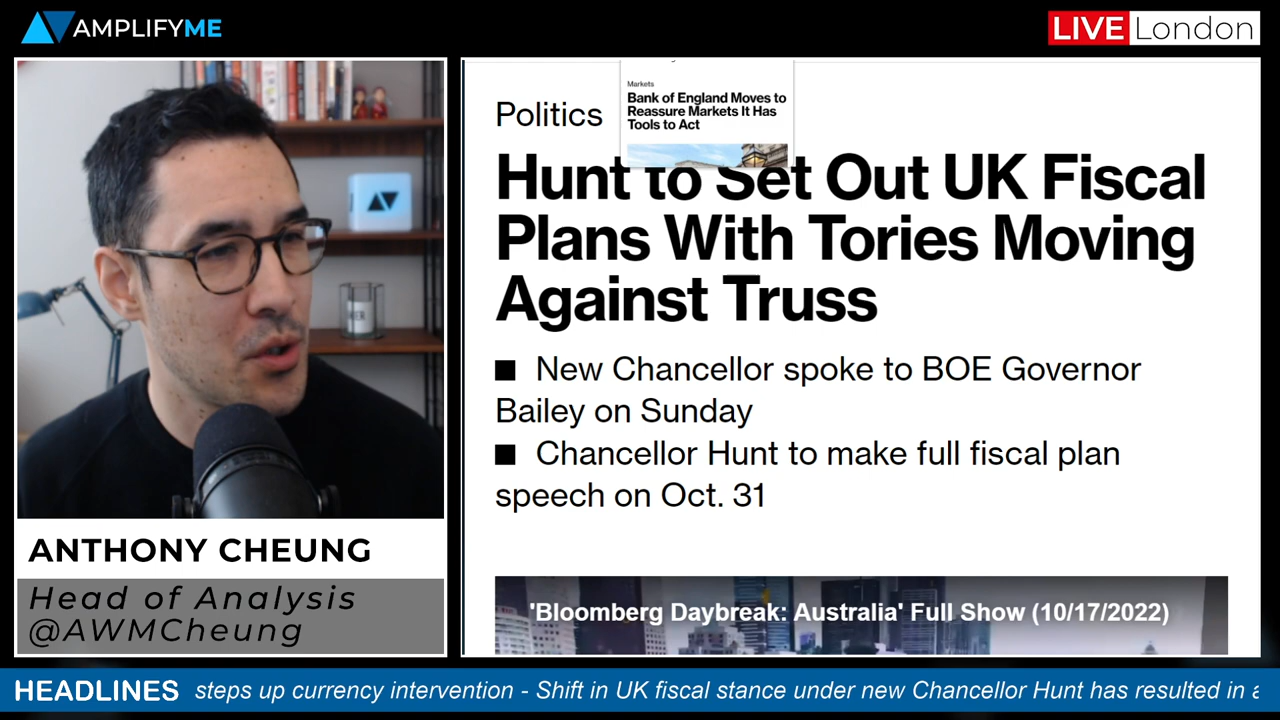 AMPLIFYME
LIVE London
Markets
Bank of England Moves to
Reassure Markets It Has
Tools to Act
Politics
Hunt to Set Out UK Fiscal
Plans With Tories Moving
Against Truss
■ New Chancellor spoke to BOE Governor
Bailey on Sunday
■ Chancellor Hunt to make full fiscal plan
speech on Oct. 31
'Bloomberg Daybreak: Australia' Full Show (10/17/2022)
ANTHONY CHEUNG
Head of Analysis
@AWMCheung
HEADLINES steps up currency intervention - Shift in UK fiscal stance under new Chancellor Hunt has resulted in a